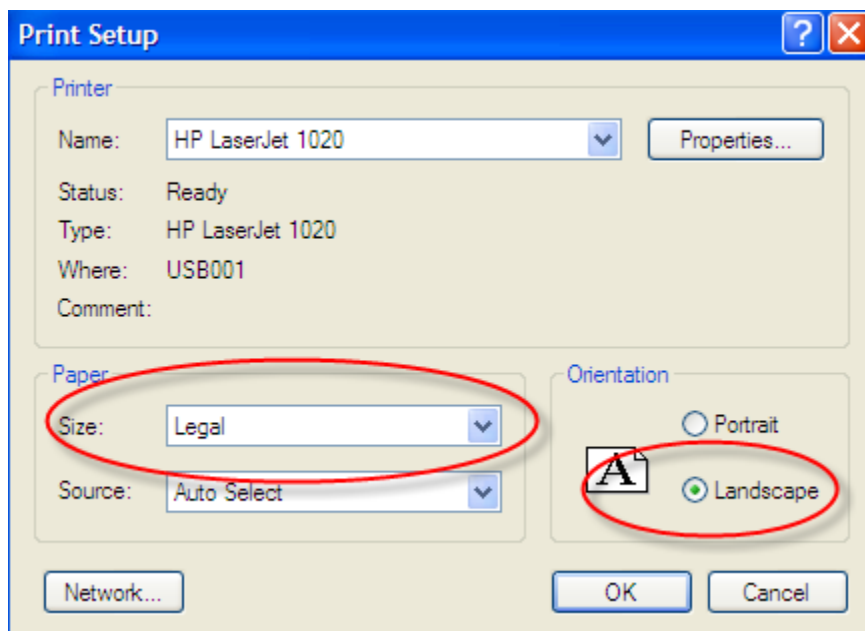 Print Setup
Printer
Name: HP LaserJet 1020 Properties...
Status: Ready
Type: HP LaserJet 1020
Where: USB001
Comment:
Paper
Size: Legal
Source: Auto Select
Orientation
A
Portrait
Landscape
Network... OK Cancel